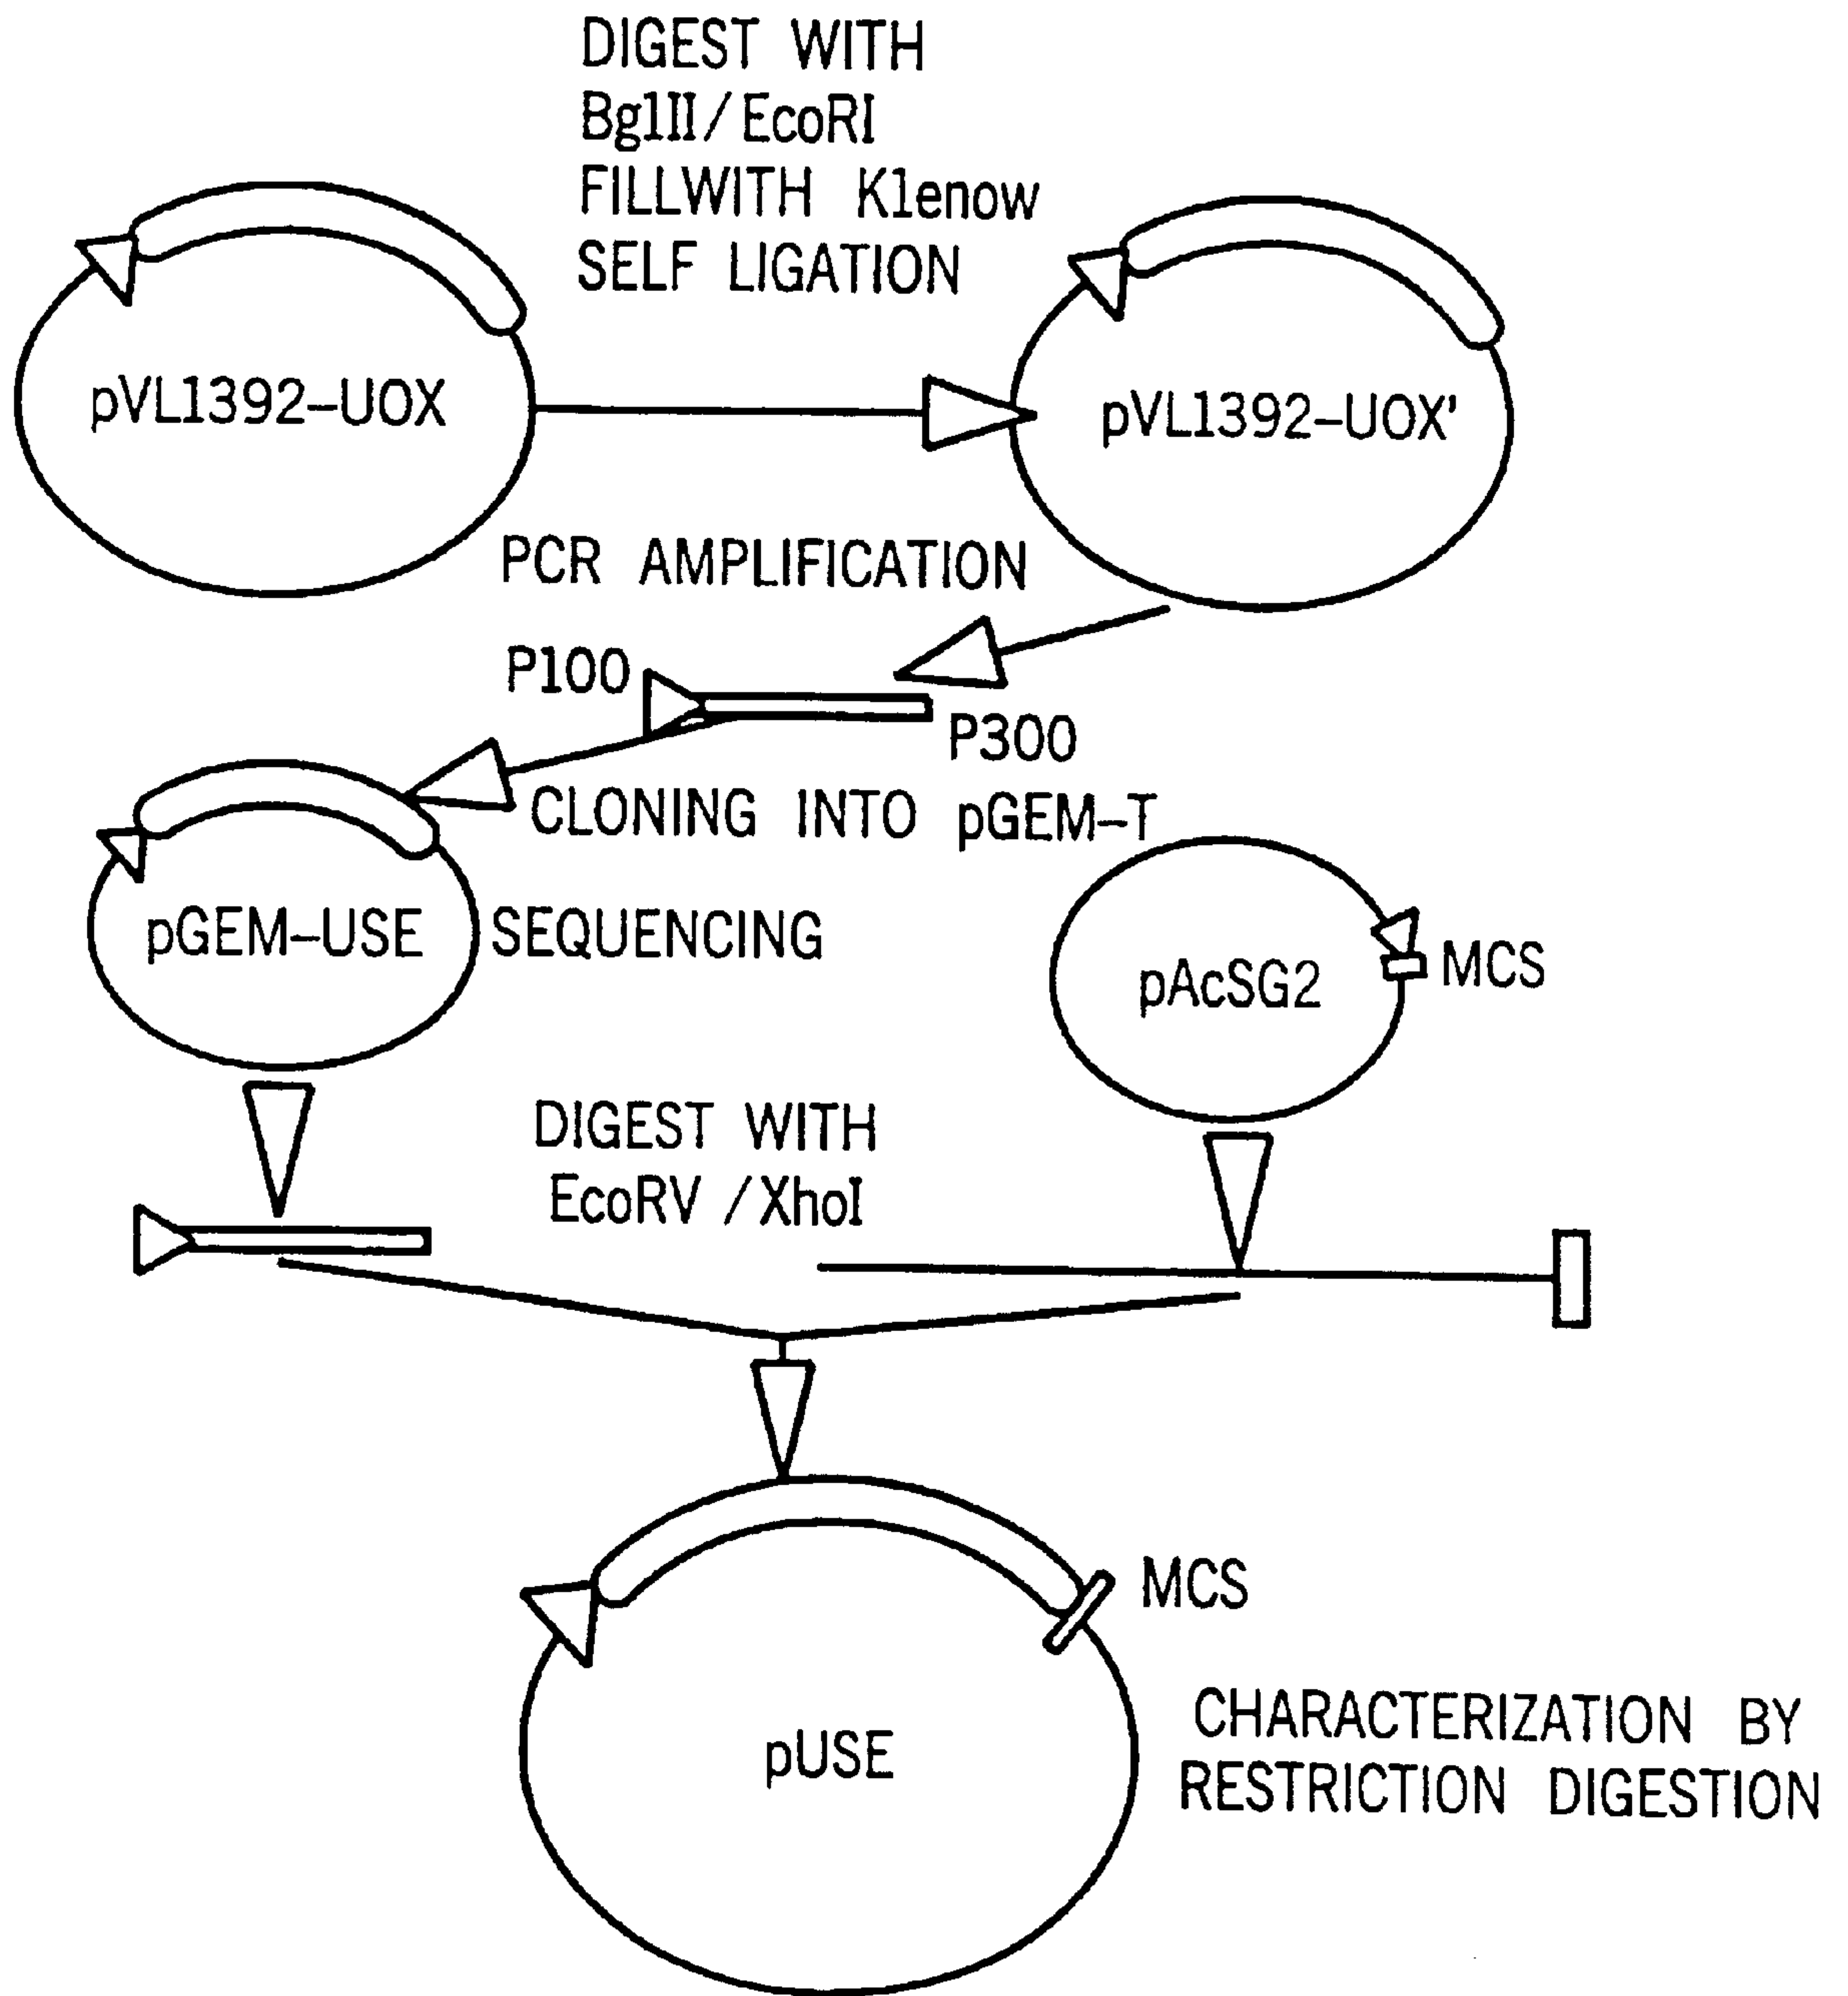 DIGEST WITH
Bg1II/EcoRI
FILLWITH Klenow
SELF LIGATION
pVL1392-UOX
pVL1392-UOX'
PCR AMPLIFICATION
P100
P300
CLONING INTO pGEM-T
pGEM-USE
SEQUENCING
pAcSG2
MCS
DIGEST WITH
EcoRV /XhoI
MCS
pUSE
CHARACTERIZATION BY
RESTRICTION DIGESTION